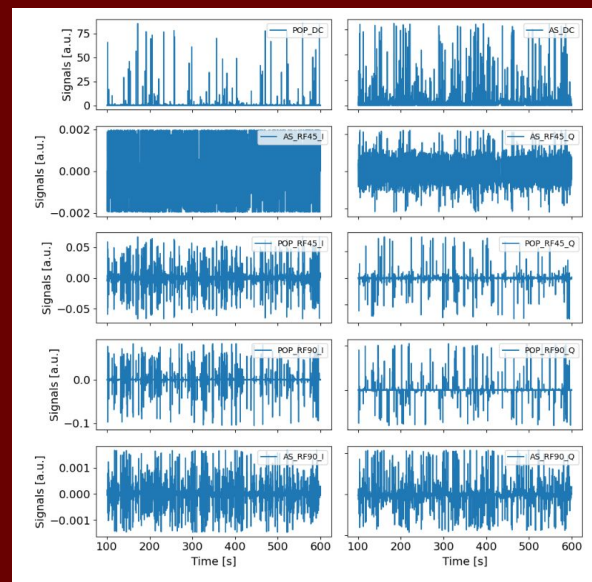 POP_DC
AS_DC
Signals [a.u.]
75
50
25
0
AS_RF45_I
AS_RF45_Q
Signals [a.u.]
0.002
0.000
−0.002
POP_RF45_I
POP_RF45_Q
Signals [a.u.]
0.05
0.00
−0.05
POP_RF90_I
POP_RF90_Q
Signals [a.u.]
0.0
−0.1
AS_RF90_I
AS_RF90_Q
Signals [a.u.]
0.001
0.000
−0.001
100 200 300 400 500 600
100 200 300 400 500 600
Time [s]
Time [s]